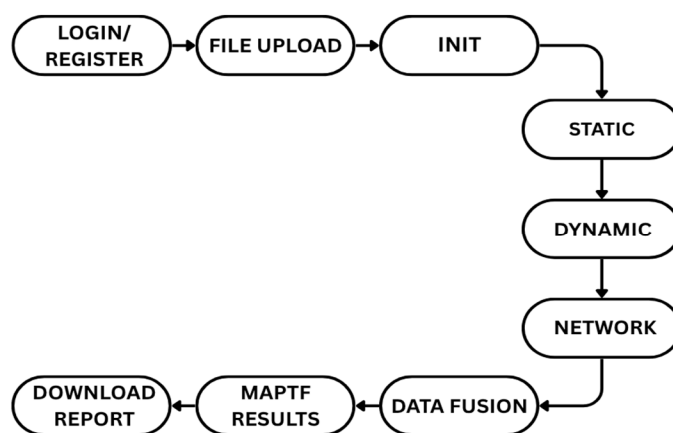 LOGIN/
REGISTER
FILE UPLOAD
INIT
STATIC
DYNAMIC
NETWORK
DATA FUSION
MAPTF
RESULTS
DOWNLOAD
REPORT